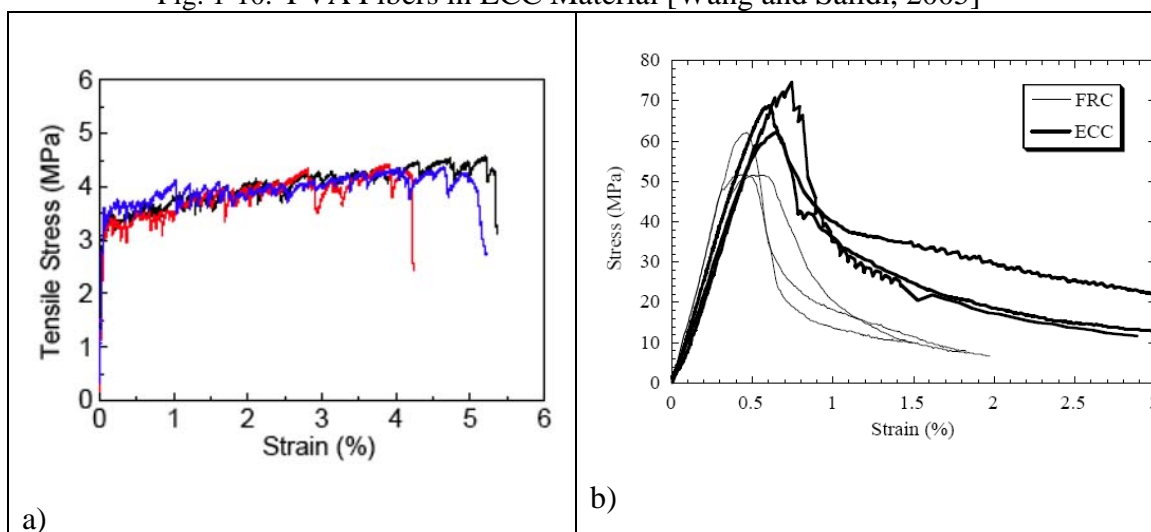 Fig. 1-10. PVA Fibers in ECC Material [Wang and Sandi, 2005]
6
5
4
3
2
1
0
Tensile Stress (MPa)
0 1 2 3 4 5 6
Strain (%)
a)
80
70
60
50
40
30
20
10
0
Stress (MPa)
FRC
ECC
0 0.5 1 1.5 2 2.5
Strain (%)
b)